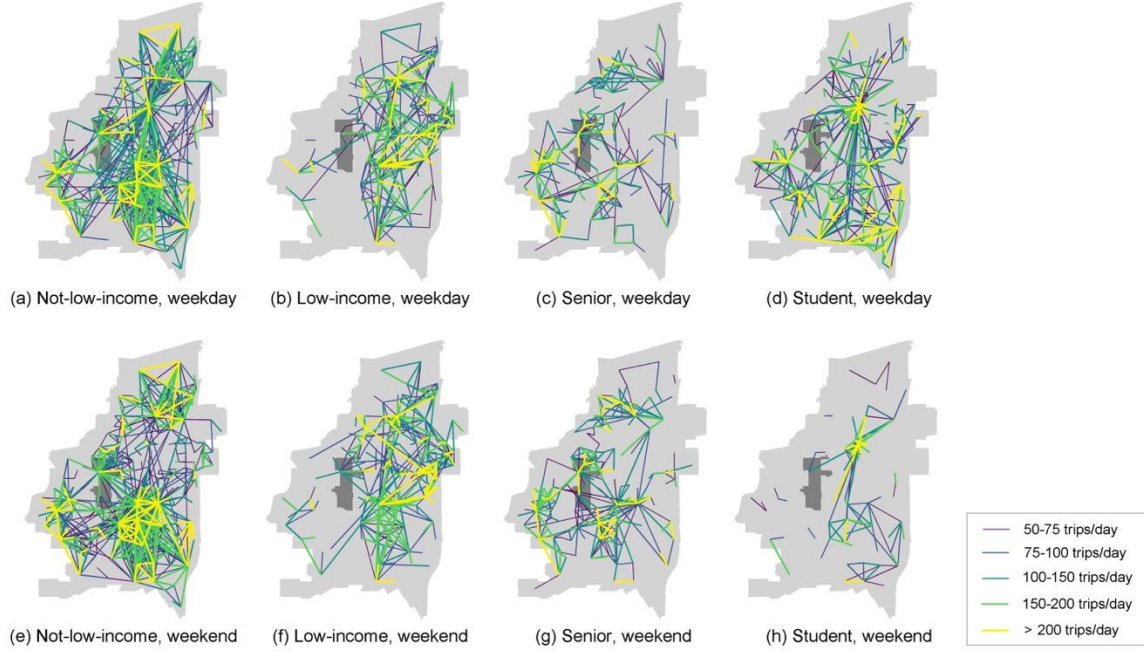 (a) Not-low-income, weekday
(b) Low-income, weekday
(c) Senior, weekday
(d) Student, weekday
(e) Not-low-income, weekend
(f) Low-income, weekend
(g) Senior, weekend
(h) Student, weekend
50-75 trips/day
75-100 trips/day
100-150 trips/day
150-200 trips/day
> 200 trips/day